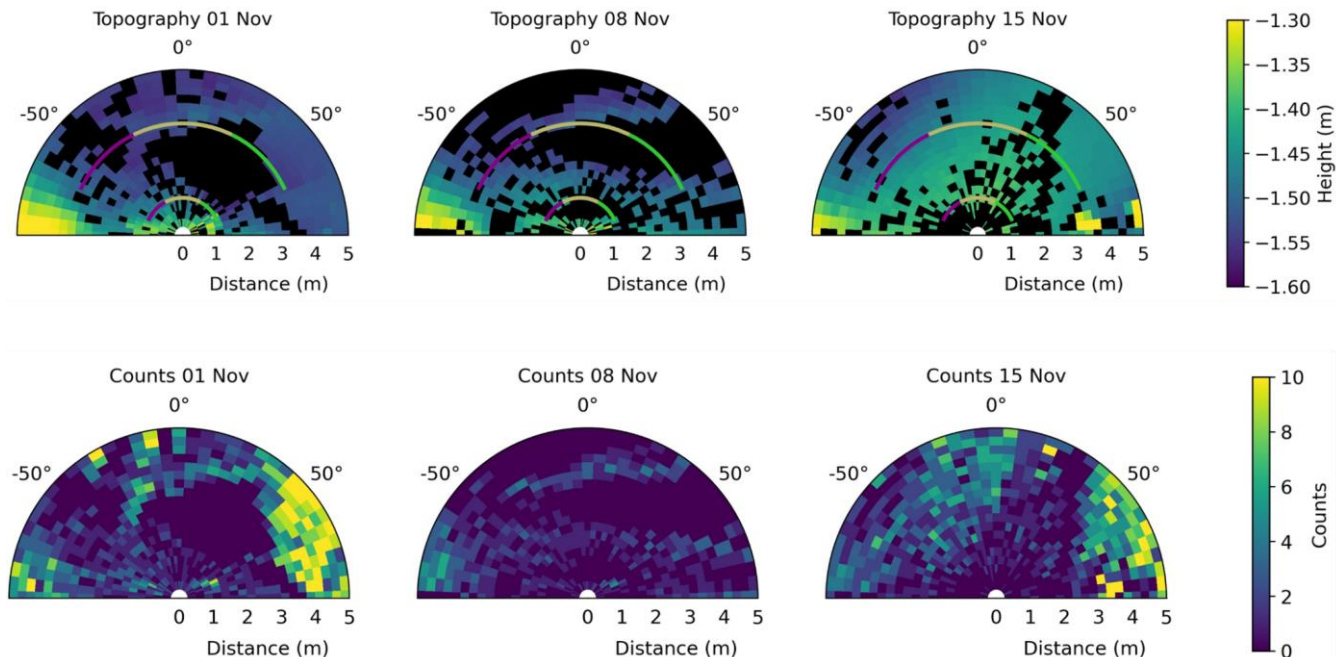 Topography 01 Nov
Topography 08 Nov
Topography 15 Nov
0°
0°
0°
-50°
50°
-50°
50°
-50°
50°
0 1 2 3 4 5
0 1 2 3 4 5
0 1 2 3 4 5
Distance (m)
Distance (m)
Distance (m)
−1.30
−1.35
−1.40
−1.45
−1.50
−1.55
−1.60
Height (m)
Counts 01 Nov
Counts 08 Nov
Counts 15 Nov
0°
0°
0°
-50°
50°
-50°
50°
-50°
50°
0 1 2 3 4 5
0 1 2 3 4 5
0 1 2 3 4 5
Distance (m)
Distance (m)
Distance (m)
10
8
6
4
2
0
Counts